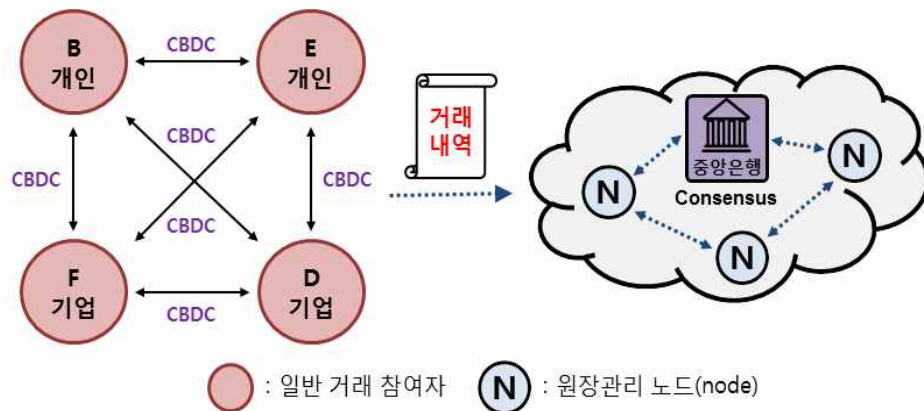 B
개인
CBDC
E
개인
CBDC
CBDC
CBDC
CBDC
F
기업
CBDC
D
기업
거래
내역
중앙은행
Consensus
N
N
N
: 일반 거래 참여자
N : 원장관리 노드(node)